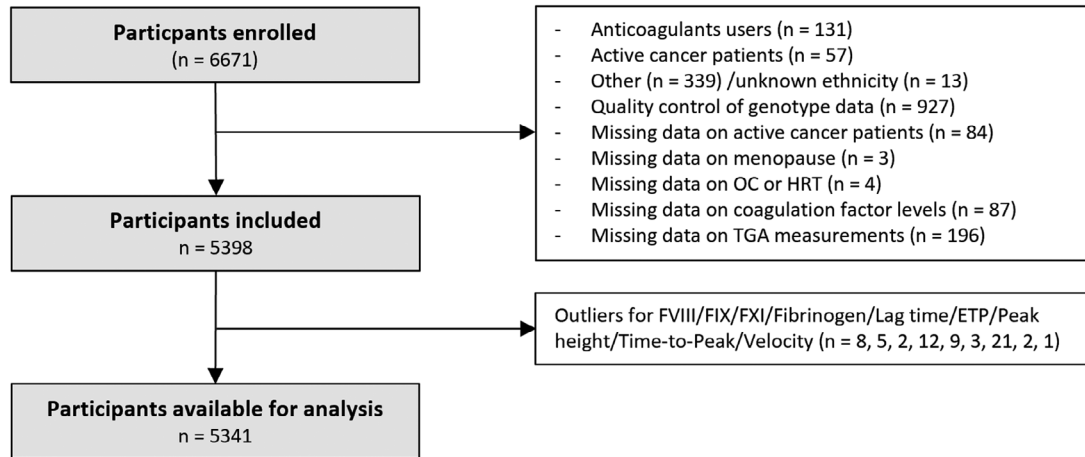 Particpants enrolled
(n = 6671)
- Anticoagulants users (n = 131)
- Active cancer patients (n = 57)
- Other (n = 339) /unknown ethnicity (n = 13)
- Quality control of genotype data (n = 927)
- Missing data on active cancer patients (n = 84)
- Missing data on menopause (n = 3)
- Missing data on OC or HRT (n = 4)
- Missing data on coagulation factor levels (n = 87)
- Missing data on TGA measurements (n = 196)
Participants included
n = 5398
Outliers for FVIII/FIX/FXI/Fibrinogen/Lag time/ETP/Peak
height/Time-to-Peak/Velocity (n = 8, 5, 2, 12, 9, 3, 21, 2, 1)
Participants available for analysis
n = 5341